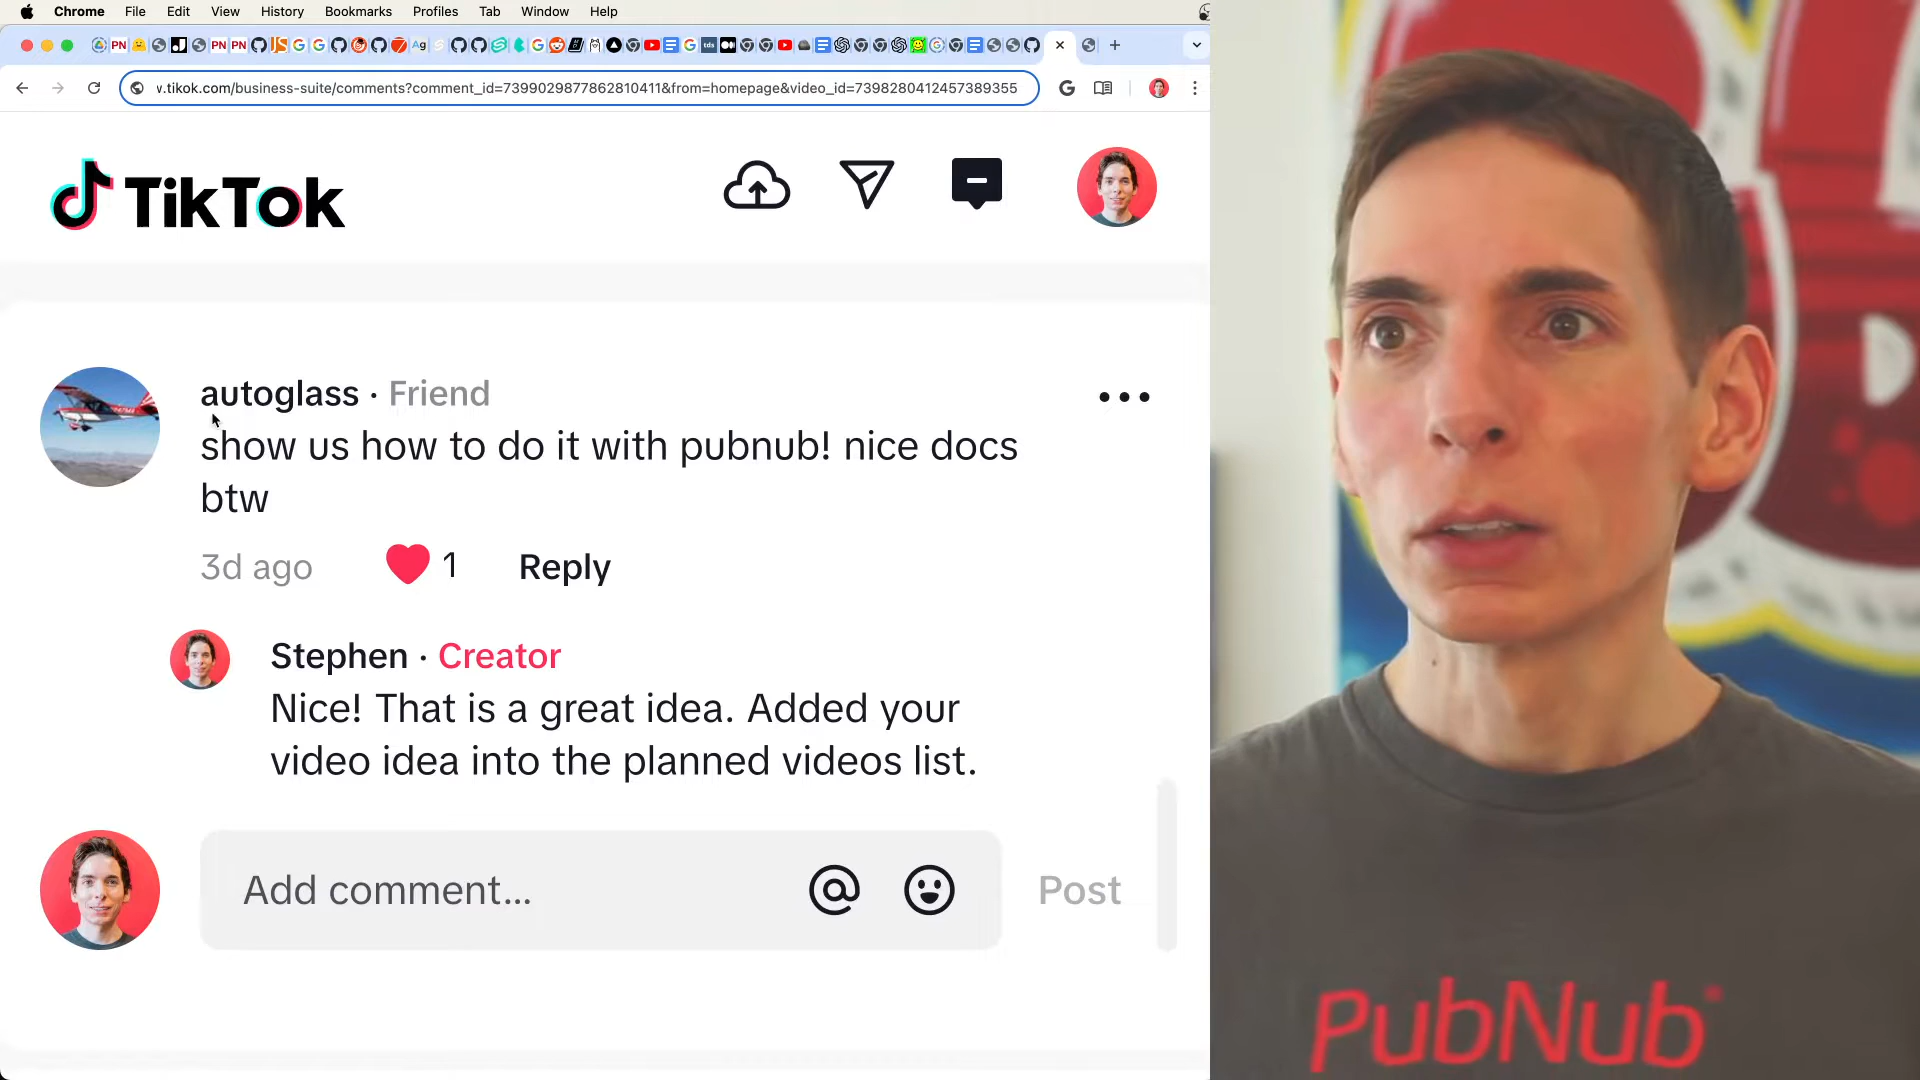 Chrome File Edit View History Bookmarks Profiles Tab Window Help
w.tikok.com/business-suite/comments?comment_id=7399029877862810411&from=homepage&video_id=7398280412457389355
TikTok
autoglass · Friend
show us how to do it with pubnub! nice docs
btw
3d ago 1 Reply
Stephen · Creator
Nice! That is a great idea. Added your
video idea into the planned videos list.
Add comment... Post
PubNub